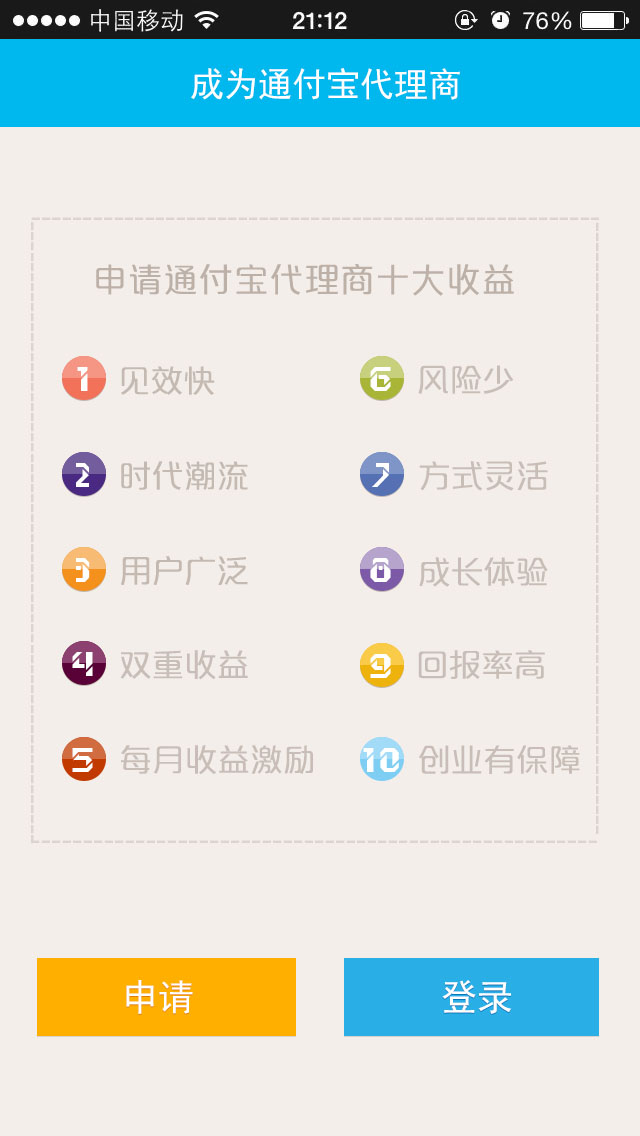 中国移动 21:12 76%
成为通付宝代理商
申请通付宝代理商十大收益
1 见效快
6 风险少
2 时代潮流
7 方式灵活
3 用户广泛
8 成长体验
4 双重收益
9 回报率高
5 每月收益激励
10 创业有保障
申请 登录